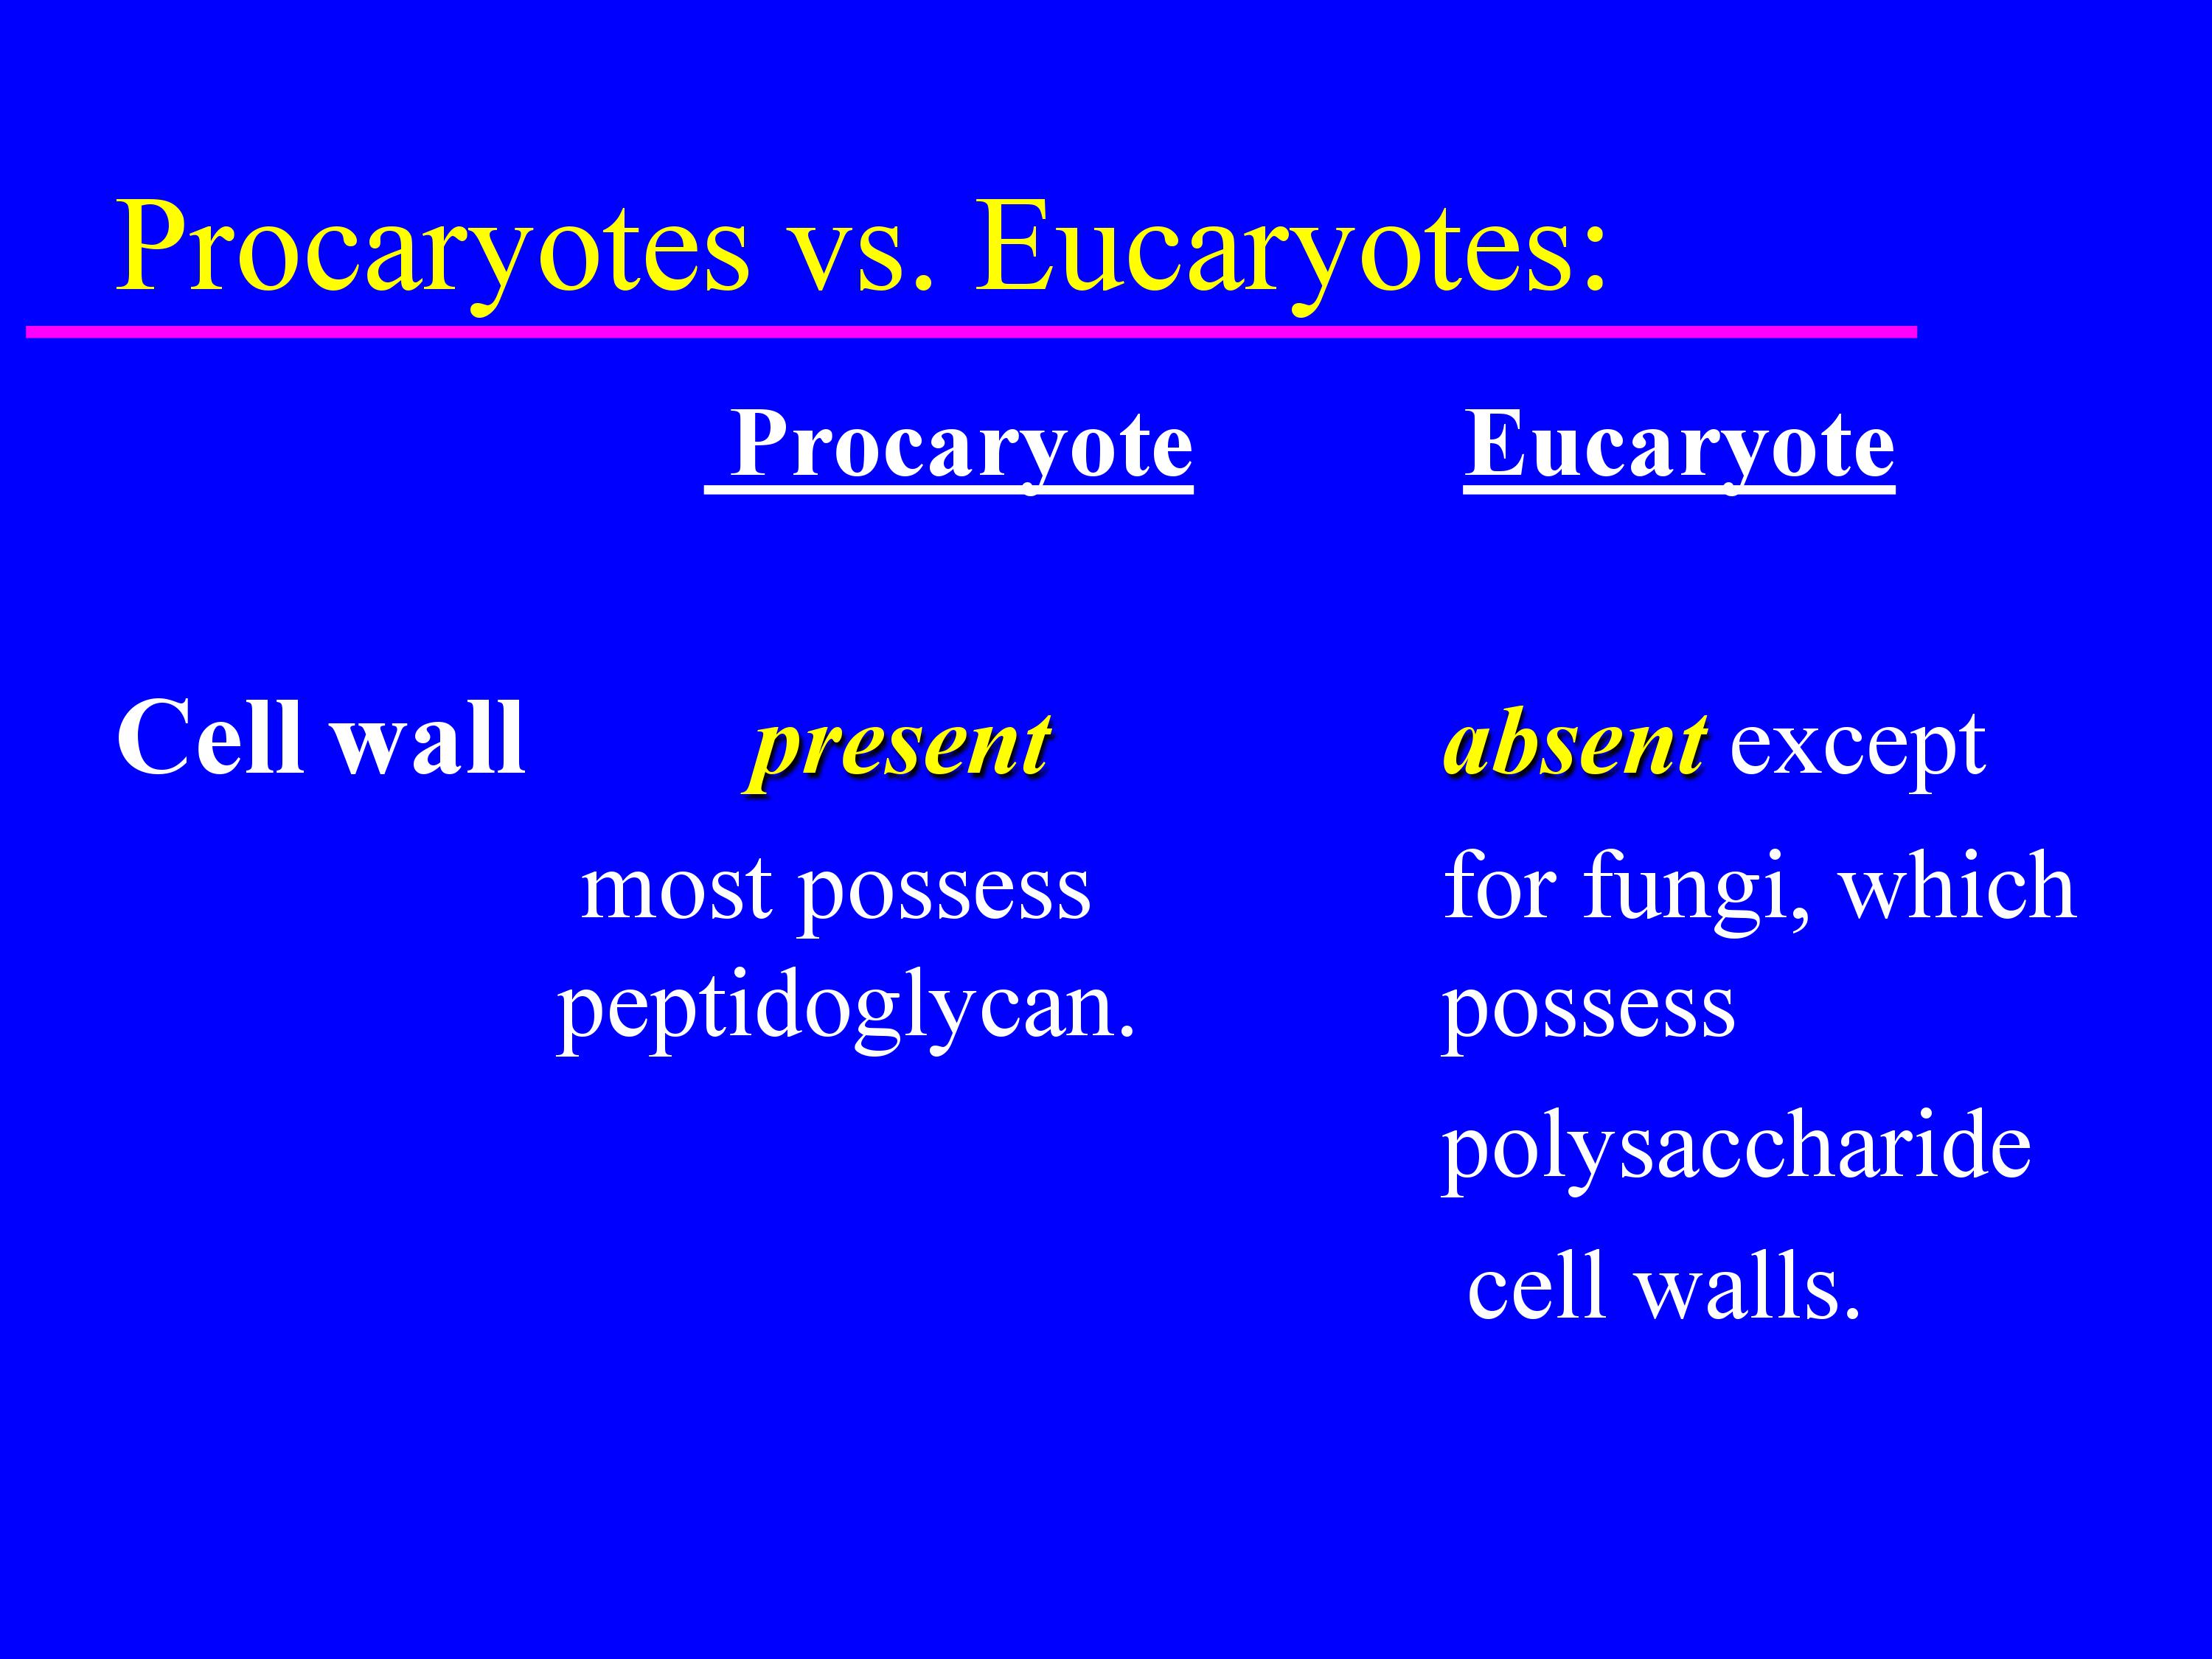 Procaryotes vs. Eucaryotes:
Procaryote Eucaryote
Cell wall present absent except
most possess for fungi, which
peptidoglycan. possess
polysaccharide
cell walls.